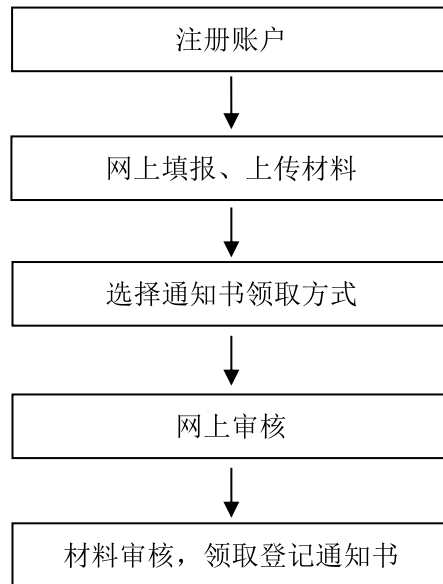 注册账户
网上填报、上传材料
选择通知书领取方式
网上审核
材料审核，领取登记通知书